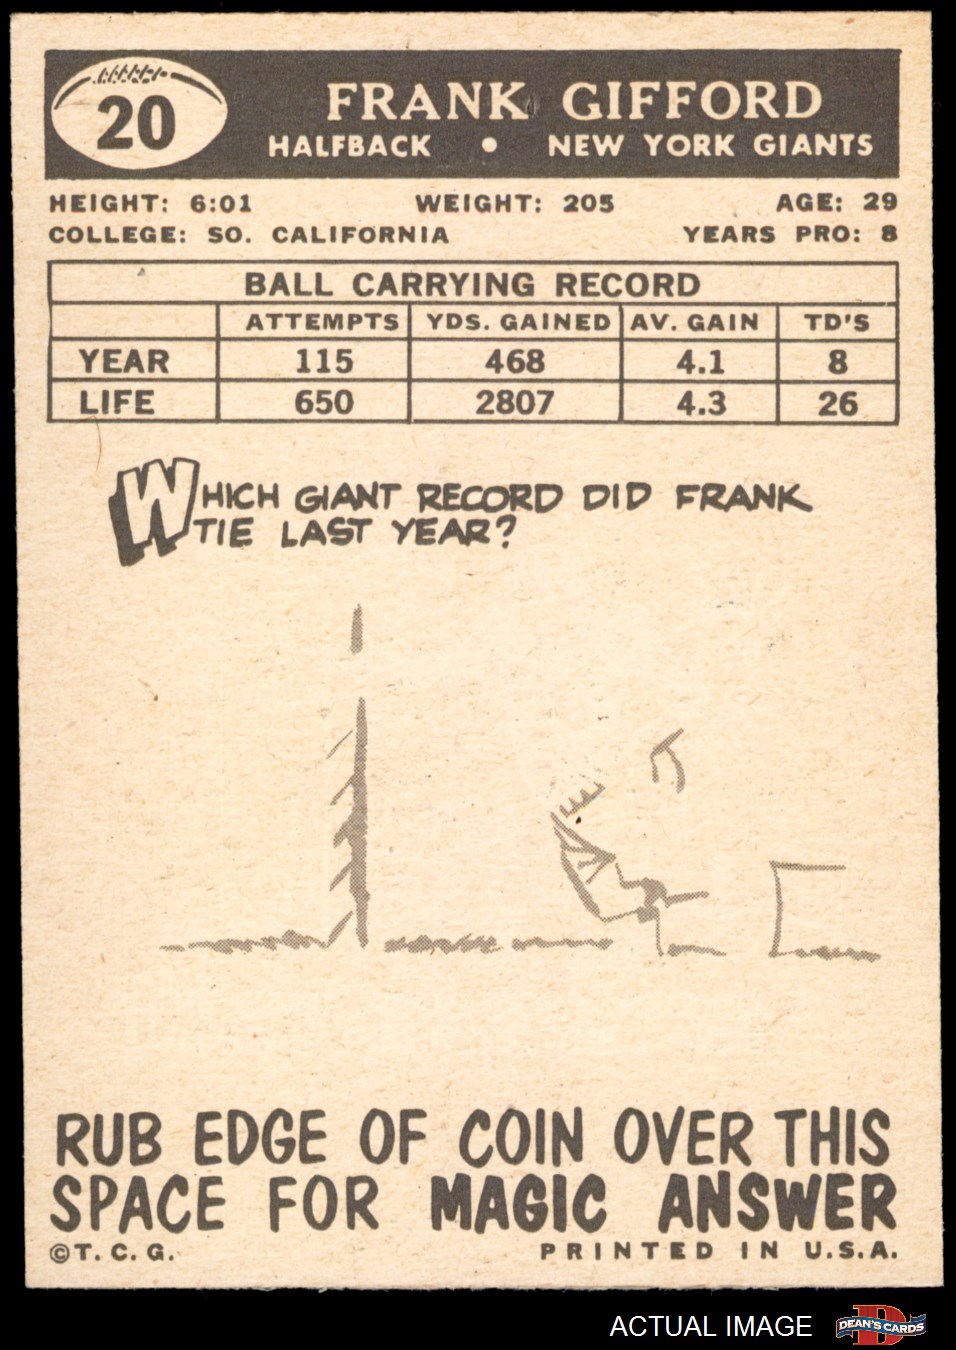 20
FRANK GIFFORD
HALFBACK • NEW YORK GIANTS
HEIGHT: 6:01 WEIGHT: 205 AGE: 29
COLLEGE: SO. CALIFORNIA YEARS PRO: 8
BALL CARRYING RECORD
ATTEMPTS YDS. GAINED AV. GAIN TD'S
YEAR 115 468 4.1 8
LIFE 650 2807 4.3 26
WHICH GIANT RECORD DID FRANK
TIE LAST YEAR?
RUB EDGE OF COIN OVER THIS
SPACE FOR MAGIC ANSWER
©T. C. G. PRINTED IN U.S.A.
ACTUAL IMAGE D DEAN'S CARDS